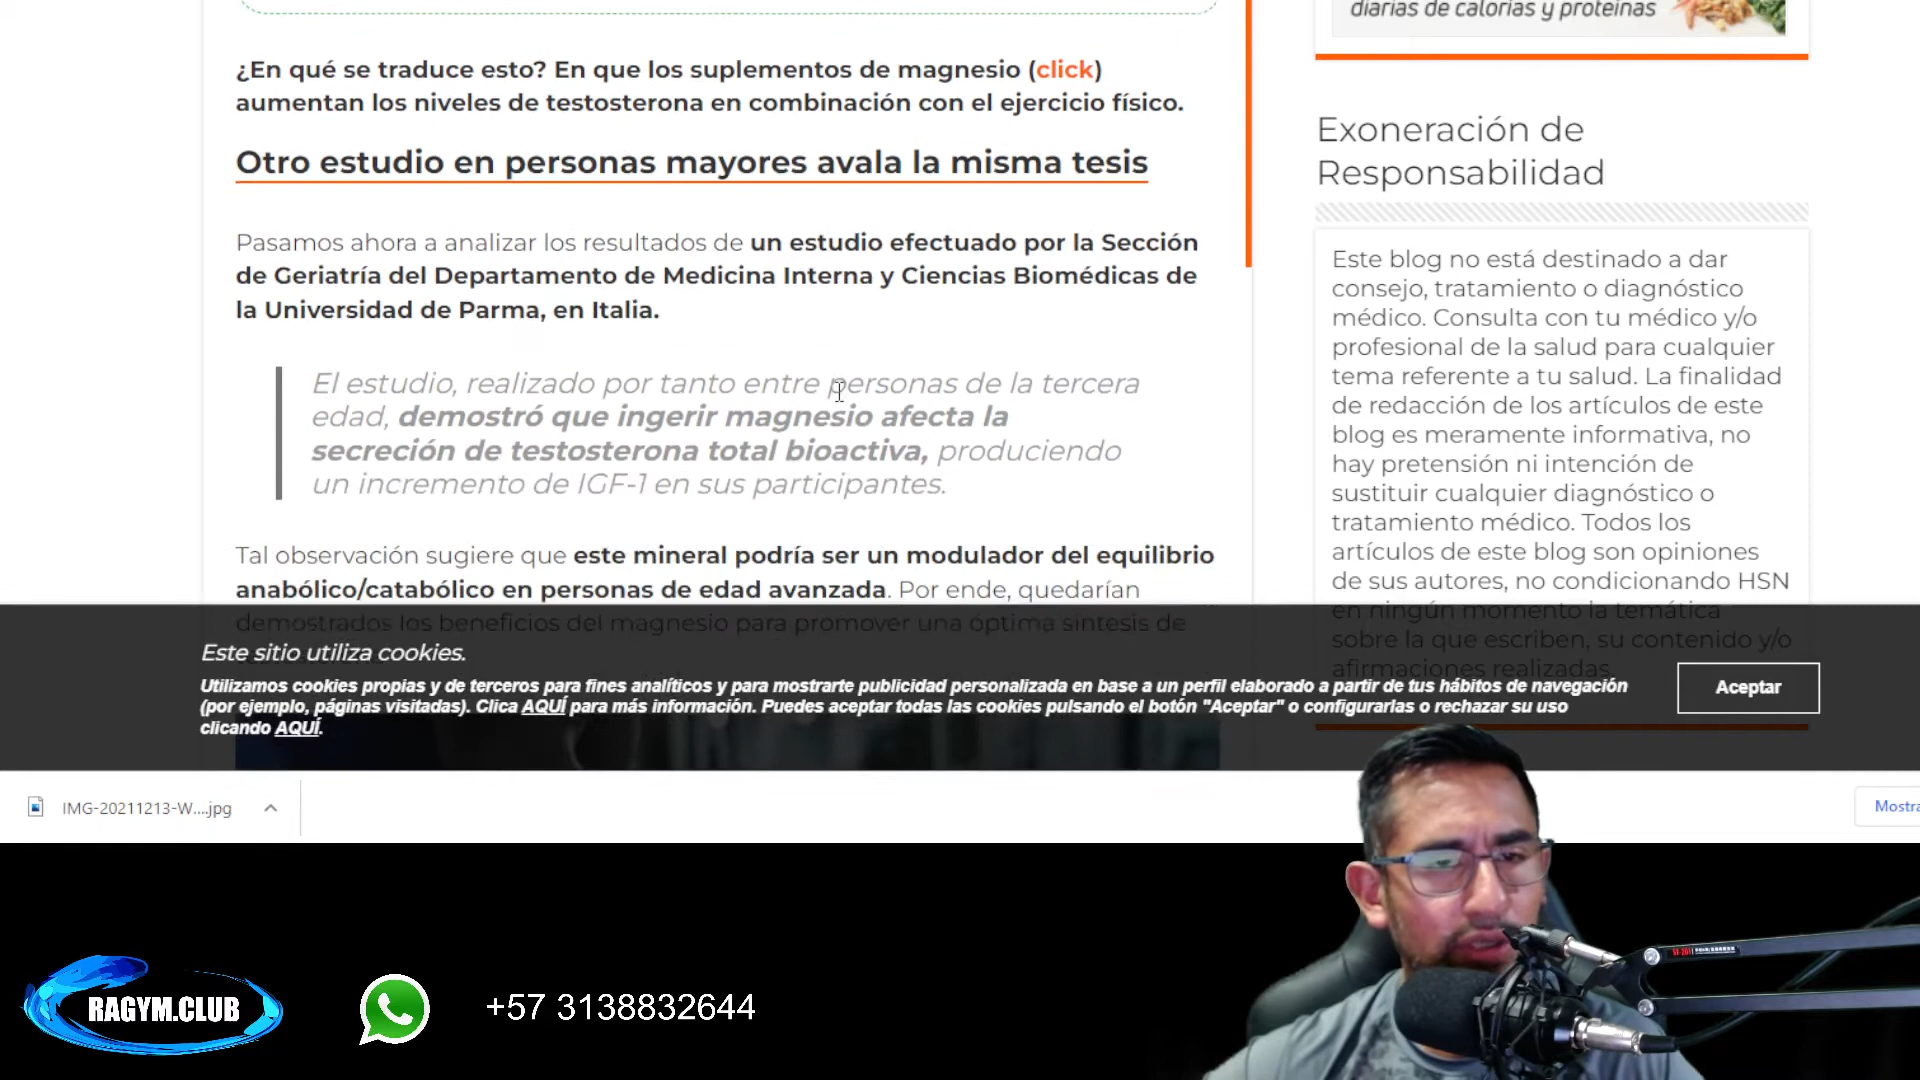 diarias de calorías y proteínas
¿En qué se traduce esto? En que los suplementos de magnesio (click)
aumentan los niveles de testosterona en combinación con el ejercicio físico.
Otro estudio en personas mayores avala la misma tesis
Pasamos ahora a analizar los resultados de un estudio efectuado por la Sección
de Geriatría del Departamento de Medicina Interna y Ciencias Biomédicas de
la Universidad de Parma, en Italia.
El estudio, realizado por tanto entre personas de la tercera
edad, demostró que ingerir magnesio afecta la
secreción de testosterona total bioactiva, produciendo
un incremento de IGF-1 en sus participantes.
Tal observación sugiere que este mineral podría ser un modulador del equilibrio
anabólico/catabólico en personas de edad avanzada. Por ende, quedarían
demostrados los beneficios del magnesio para promover una óptima síntesis de
Exoneración de
Responsabilidad
Este blog no está destinado a dar
consejo, tratamiento o diagnóstico
médico. Consulta con tu médico y/o
profesional de la salud para cualquier
tema referente a tu salud. La finalidad
de redacción de los artículos de este
blog es meramente informativa, no
hay pretensión ni intención de
sustituir cualquier diagnóstico o
tratamiento médico. Todos los
artículos de este blog son opiniones
de sus autores, no condicionando HSN
en ningún momento la temática
sobre la que escriben, su contenido y/o
afirmaciones realizadas.
Este sitio utiliza cookies.
Utilizamos cookies propias y de terceros para fines analíticos y para mostrarte publicidad personalizada en base a un perfil elaborado a partir de tus hábitos de navegación
(por ejemplo, páginas visitadas). Clica AQUÍ para más información. Puedes aceptar todas las cookies pulsando el botón "Aceptar" o configurarlas o rechazar su uso
clicando AQUÍ.
Aceptar
IMG-20211213-W....jpg
Mostra
RAGYM.CLUB
+57 3138832644